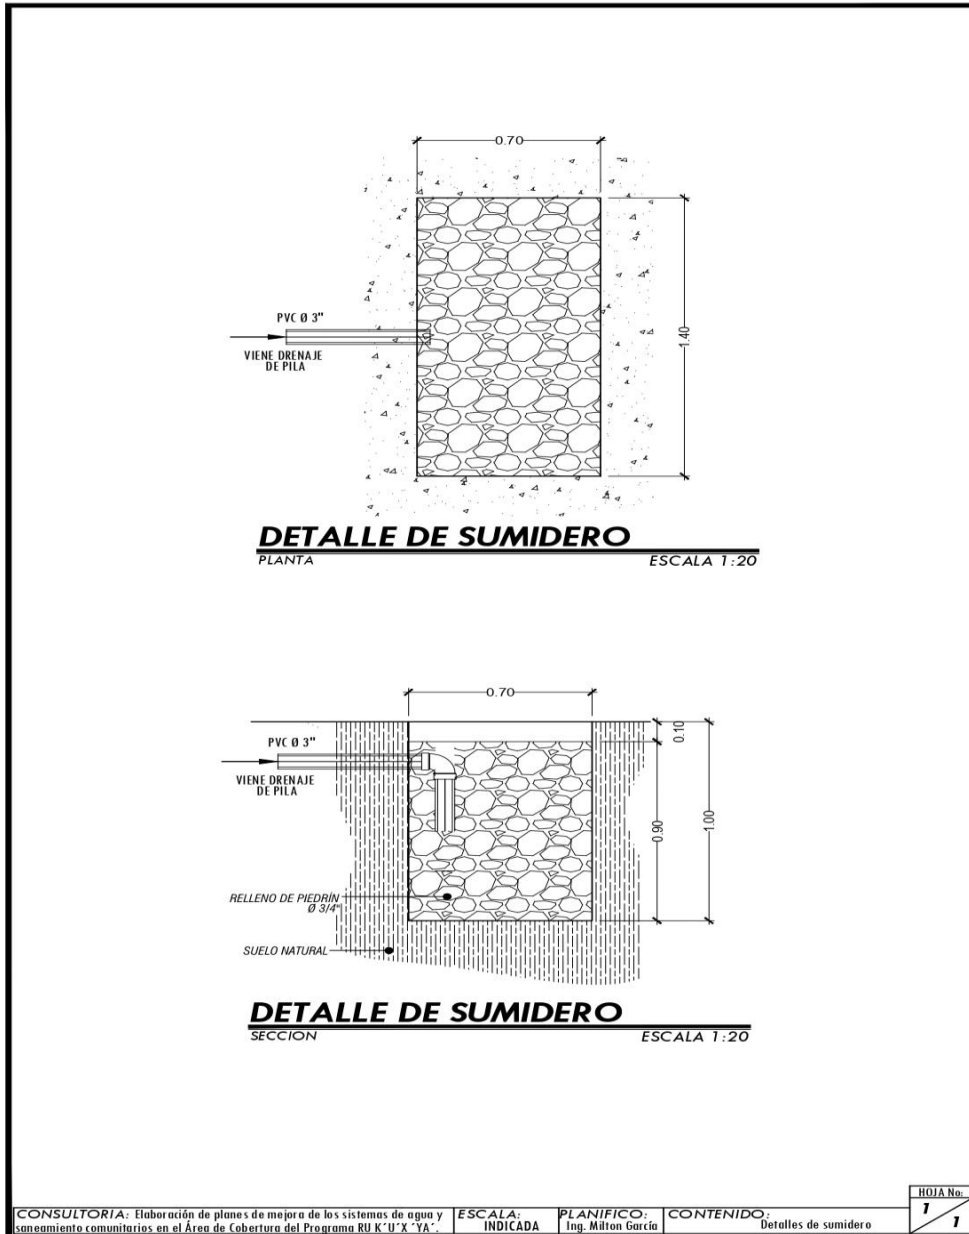 0.70
1.40
PVC Ø 3"
VIENE DRENAJE
DE PILA
DETALLE DE SUMIDERO
PLANTA
ESCALA 1:20
0.70
0.10
PVC Ø 3"
VIENE DRENAJE
DE PILA
0.90
1.00
RELLENO DE PIEDRÍN
Ø 3/4"
SUELO NATURAL
DETALLE DE SUMIDERO
SECCION
ESCALA 1:20
HOJA No:
1
1
CONSULTORIA: Elaboración de planes de mejora de los sistemas de agua y
saneamiento comunitarios en el Área de Cobertura del Programa RU K´U´X ´YA´.
ESCALA:
INDICADA
PLANIFICO:
Ing. Milton García
CONTENIDO:
Detalles de sumidero